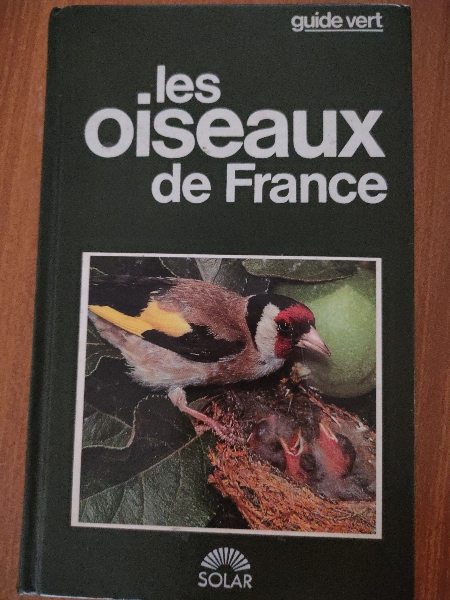 guide vert
les
oiseaux
de France
SOLAR